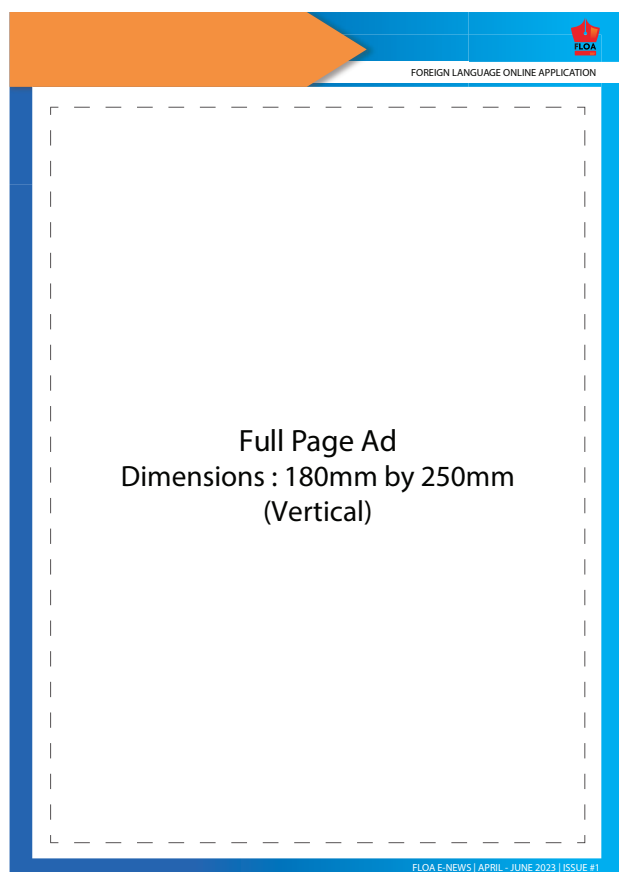 FLOA
FOREIGN LANGUAGE ONLINE APPLICATION
Full Page Ad
Dimensions : 180mm by 250mm
(Vertical)
FLOA E-NEWS | APRIL - JUNE 2023 | ISSUE #1